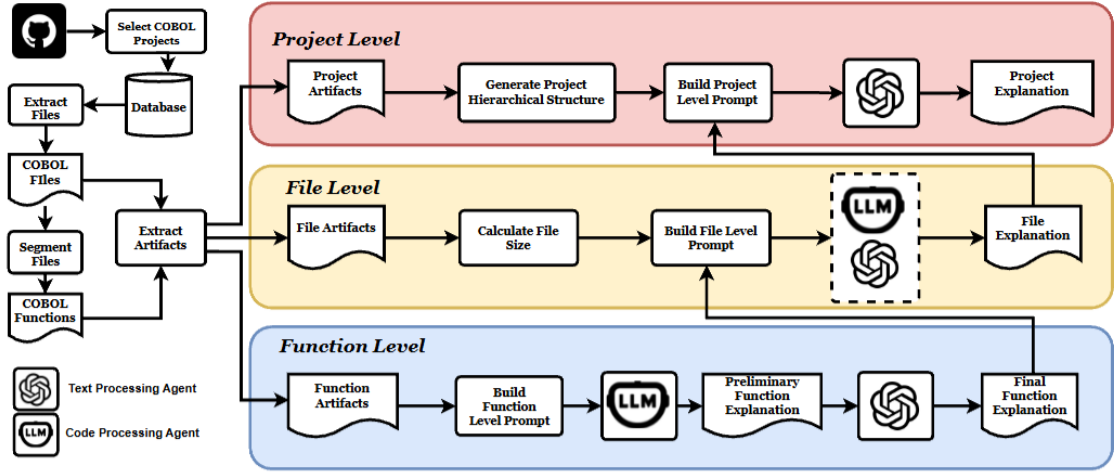 Select COBOL
Projects
Database
Extract
Files
COBOL
FIles
Segment
Files
COBOL
Functions
Extract
Artifacts
Text Processing Agent
LLM
Code Processing Agent
Project Level
Project
Artifacts
Generate Project
Hierarchical Structure
Build Project
Level Prompt
Project
Explanation
File Level
File Artifacts
Calculate File
Size
Build File Level
Prompt
LLM
File
Explanation
Function Level
Function
Artifacts
Build
Function
Level Prompt
LLM
Preliminary
Function
Explanation
Final
Function
Explanation